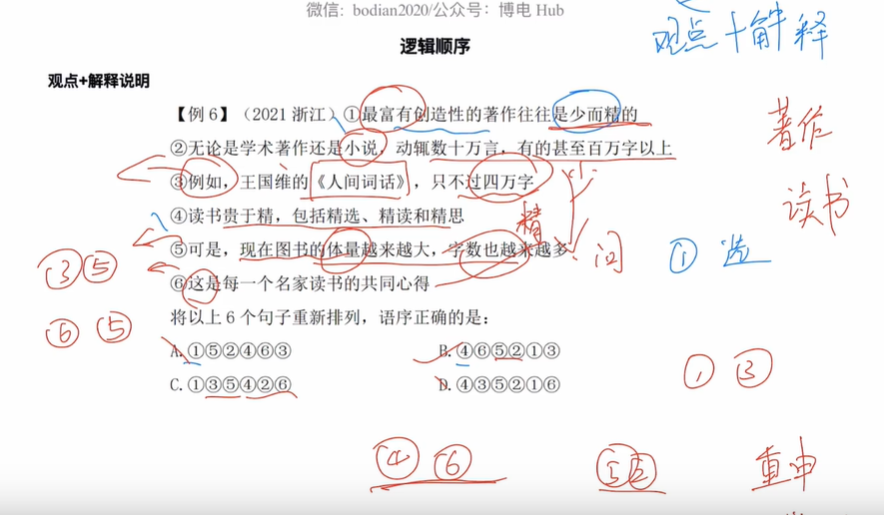 微信: bodian2020/公众号: 博电 Hub
观点+解释
逻辑顺序
观点+解释说明
【例 6】（2021 浙江）①最富有创造性的著作往往是少而精的
著作
②无论是学术著作还是小说，动辄数十万言，有的甚至百万字以上
③例如，王国维的《人间词话》，只不过四万字
读书
④读书贵于精，包括精选、精读和精思
精
⑤可是，现在图书的体量越来越大，字数也越来越多
③⑤
问
① 选
⑥这是每一个名家读书的共同心得
⑥⑤
将以上 6 个句子重新排列，语序正确的是：
A. ①⑤②④⑥③
B. ④⑥⑤②①③
① ③
C. ①③⑤④②⑥
D. ④③⑤②①⑥
④⑥
⑤②
重申